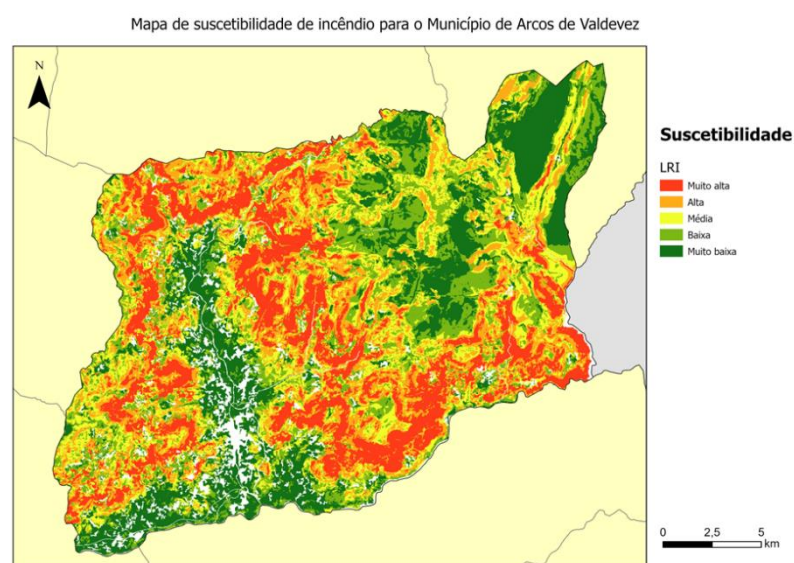 Mapa de suscetibilidade de incêndio para o Município de Arcos de Valdevez
N
Suscetibilidade
LRI
Muito alta
Alta
Média
Baixa
Muito baixa
0 2,5 5
km